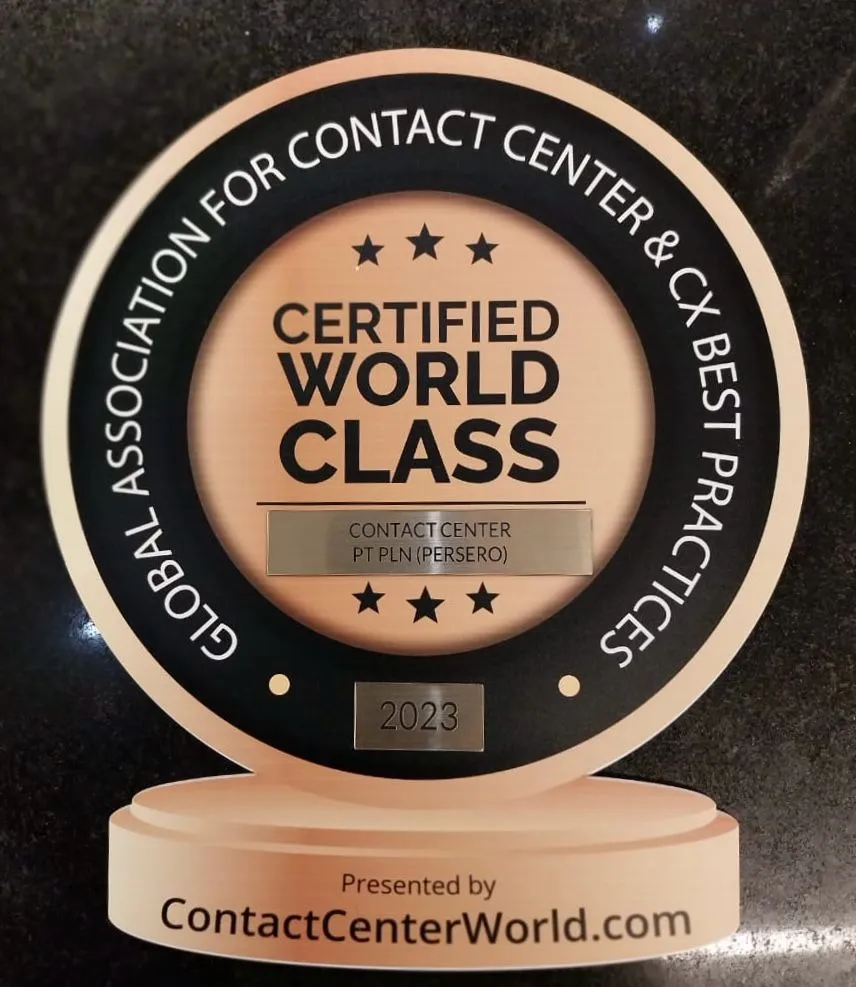 GLOBAL ASSOCIATION FOR CONTACT CENTER & CX BEST PRACTICES
CERTIFIED
WORLD
CLASS
CONTACT CENTER
PT PLN (PERSERO)
2023
Presented by
ContactCenterWorld.com